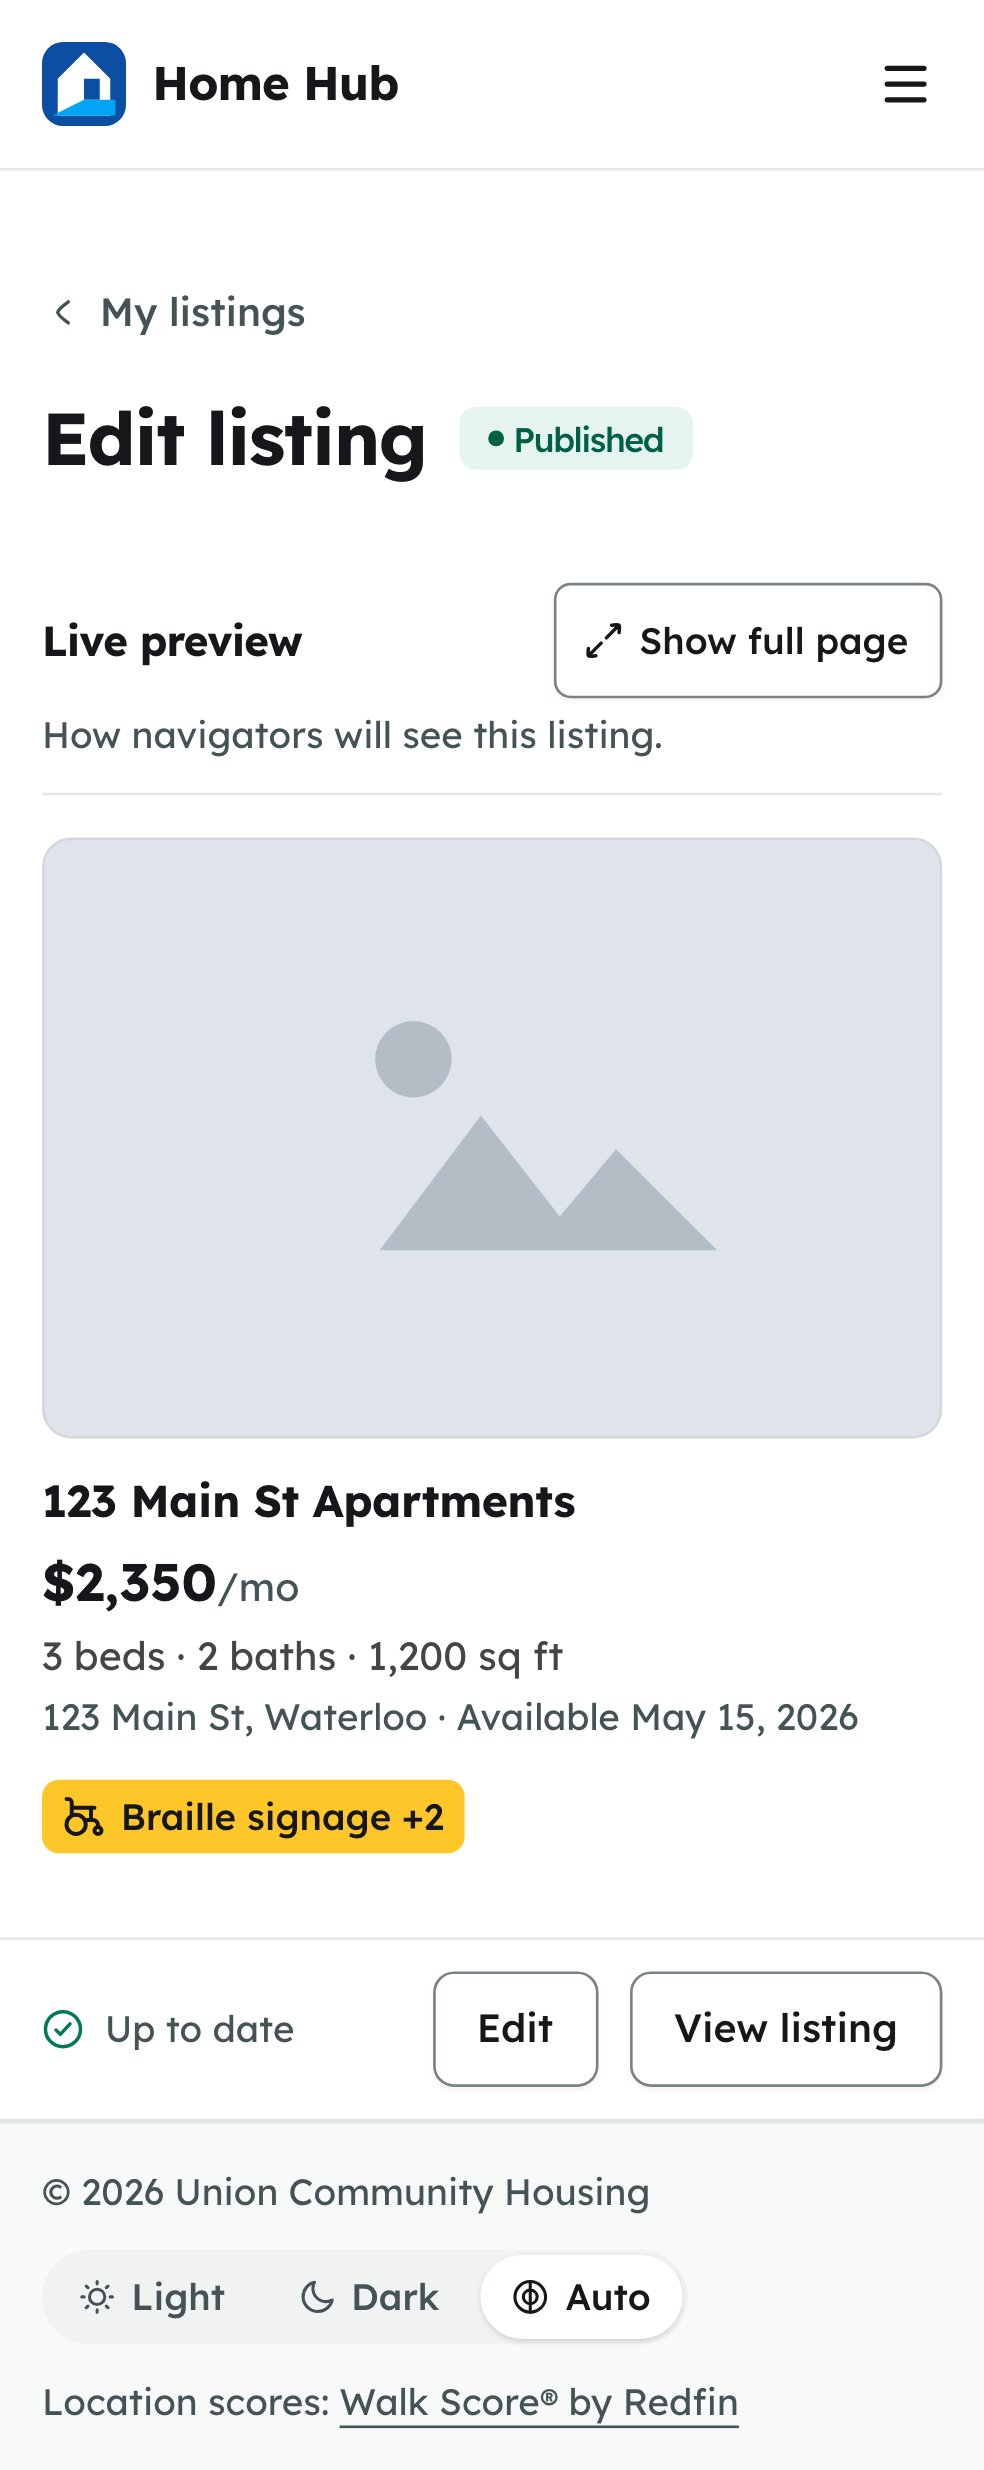 Home Hub
My listings
Edit listing
Published
Live preview
Show full page
How navigators will see this listing.
123 Main St Apartments
$2,350/mo
3 beds · 2 baths · 1,200 sq ft
123 Main St, Waterloo · Available May 15, 2026
Braille signage +2
Up to date
Edit
View listing
© 2026 Union Community Housing
Light
Dark
Auto
Location scores: Walk Score® by Redfin